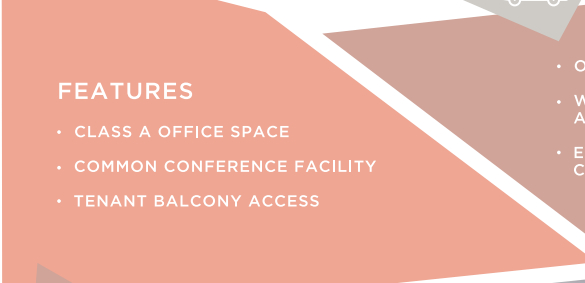 FEATURES
• CLASS A OFFICE SPACE
• COMMON CONFERENCE FACILITY
• TENANT BALCONY ACCESS